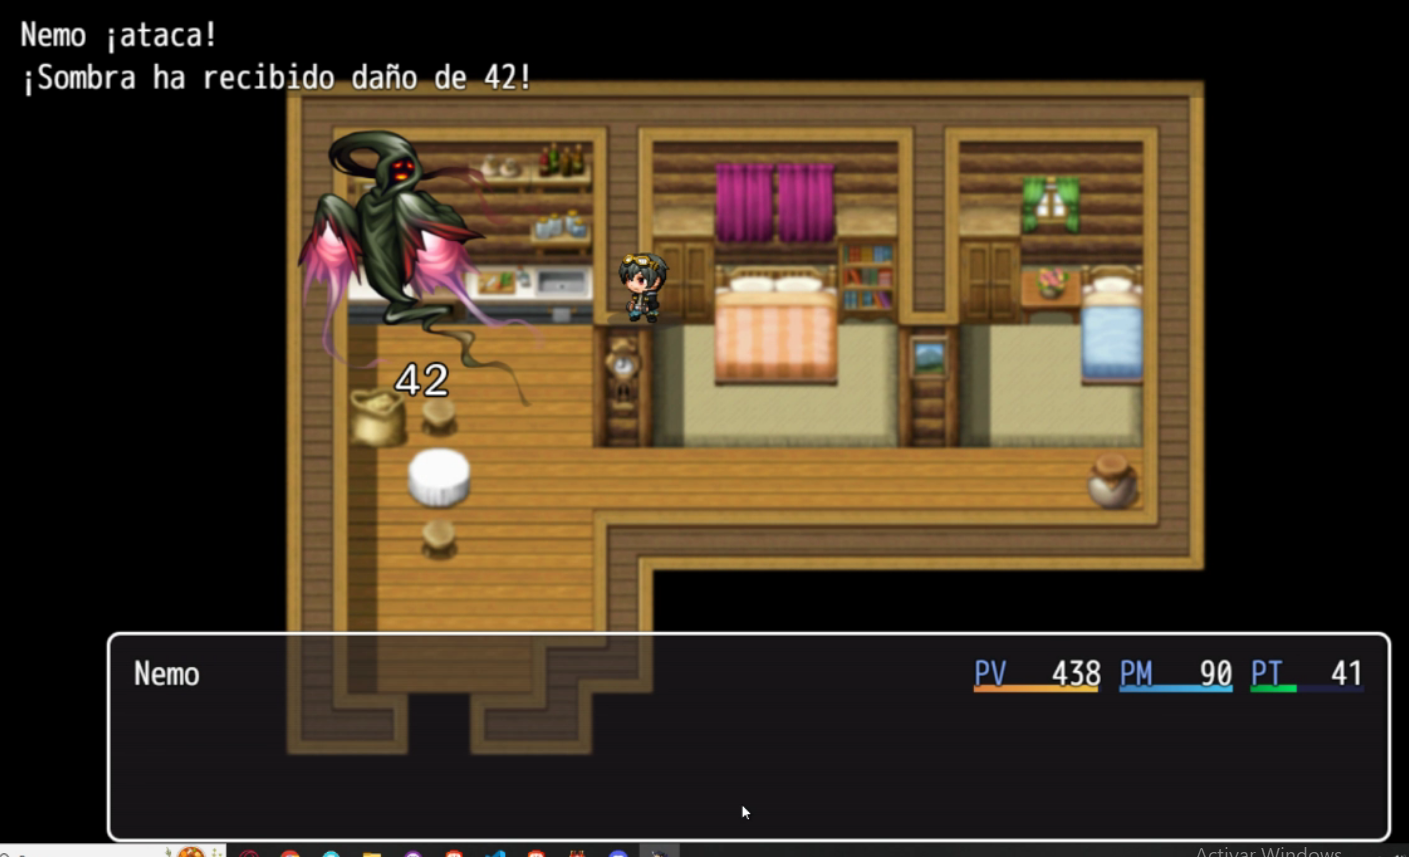 Nemo ¡ataca!
¡Sombra ha recibido daño de 42!
42
Nemo PV 438 PM 90 PT 41
Activar Windows